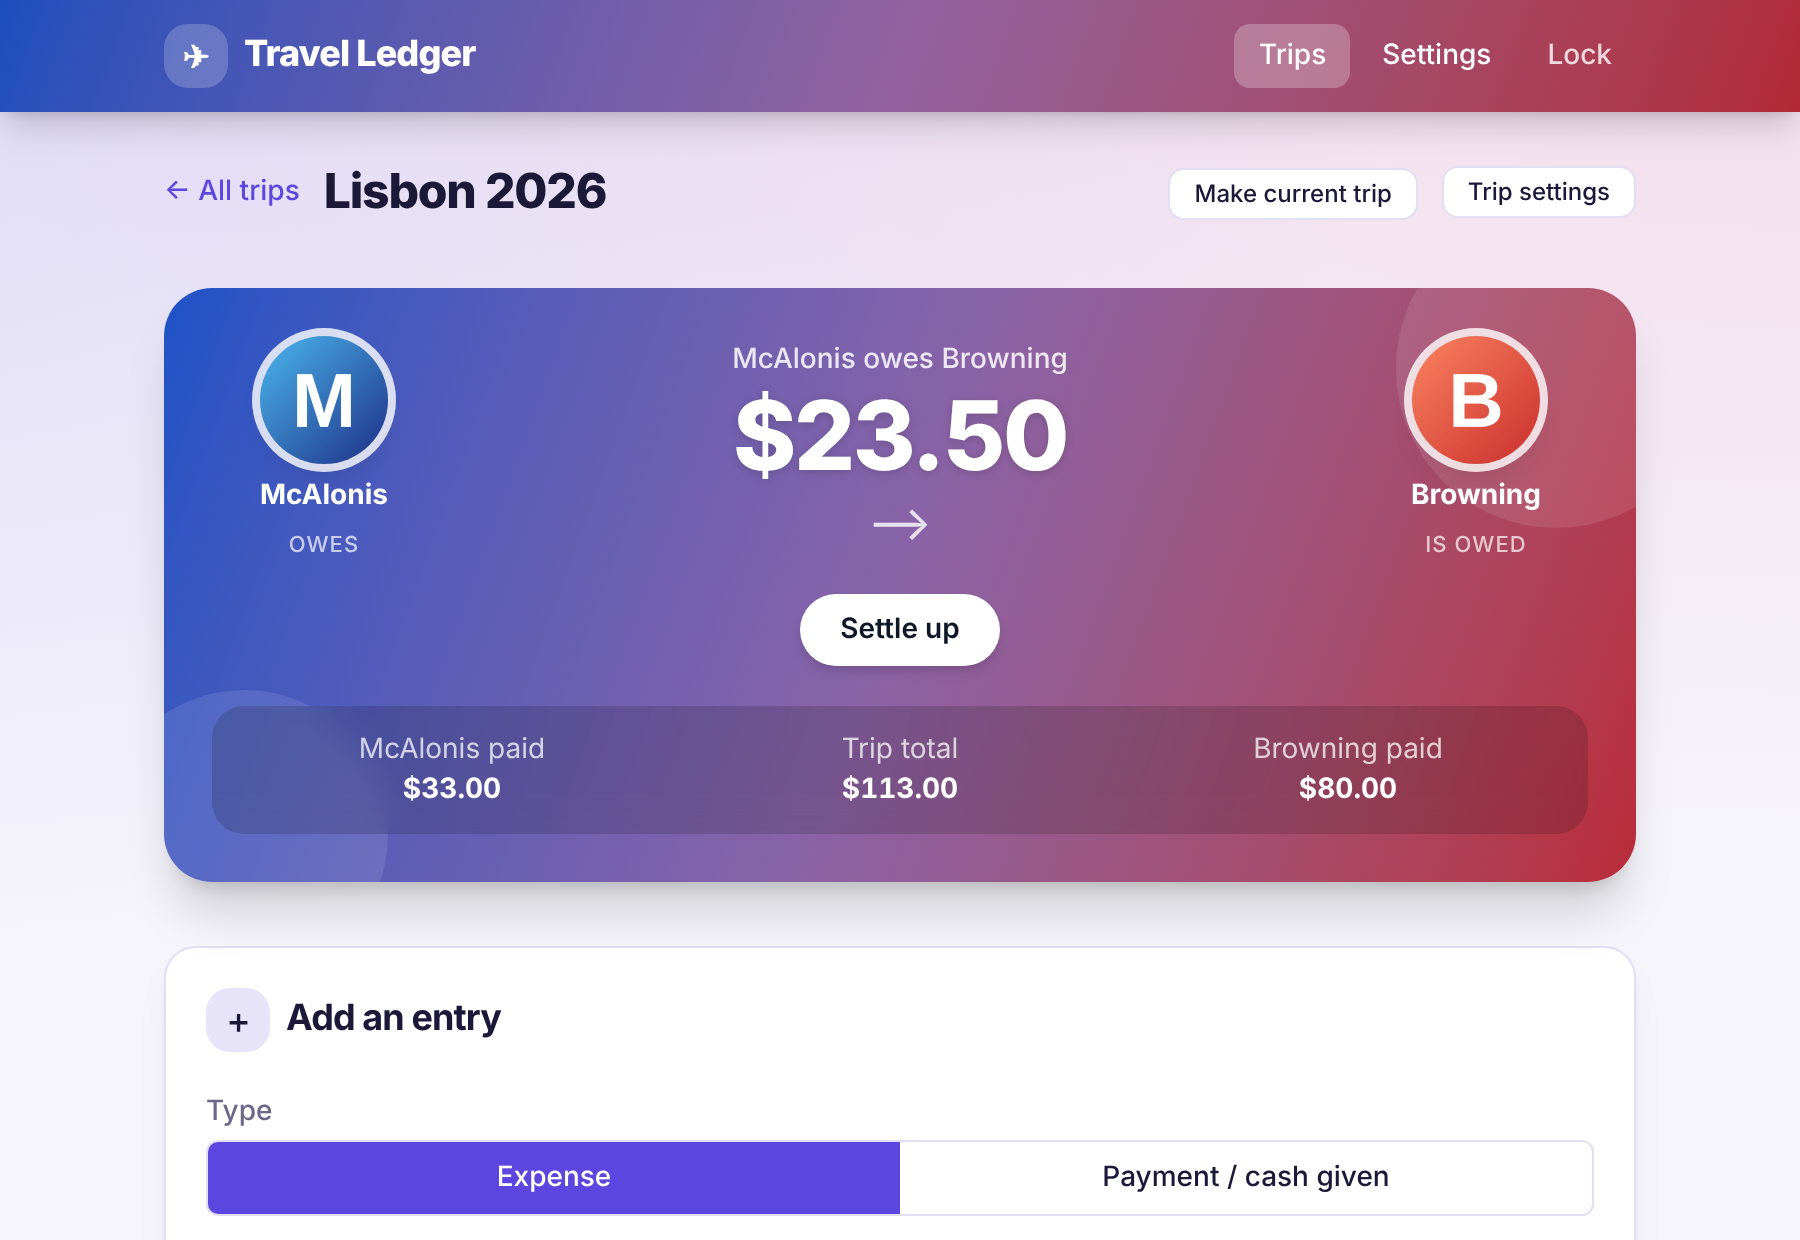 ✈ Travel Ledger
Trips Settings Lock
← All trips Lisbon 2026
Make current trip Trip settings
M
McAlonis
OWES
McAlonis owes Browning
$23.50
→
B
Browning
IS OWED
Settle up
McAlonis paid
$33.00
Trip total
$113.00
Browning paid
$80.00
+ Add an entry
Type
Expense Payment / cash given